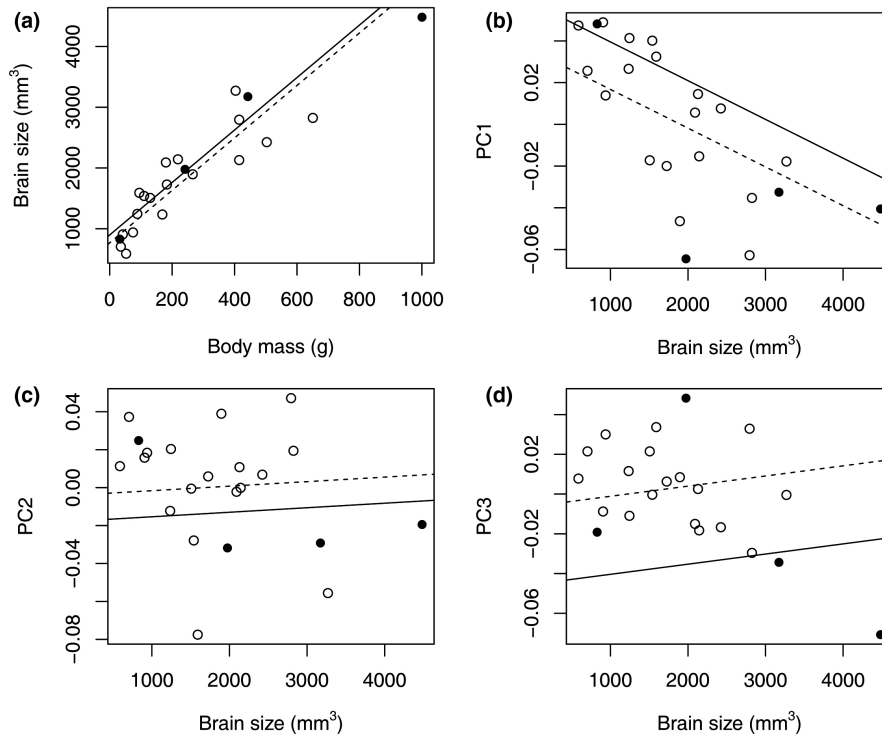 (a)
Brain size (mm³)
4000
3000
2000
1000
0 200 400 600 800 1000
Body mass (g)
(b)
PC1
0.02
−0.02
−0.06
1000 2000 3000 4000
Brain size (mm³)
(c)
PC2
0.04
0.00
−0.04
−0.08
1000 2000 3000 4000
Brain size (mm³)
(d)
PC3
0.02
−0.02
−0.06
1000 2000 3000 4000
Brain size (mm³)